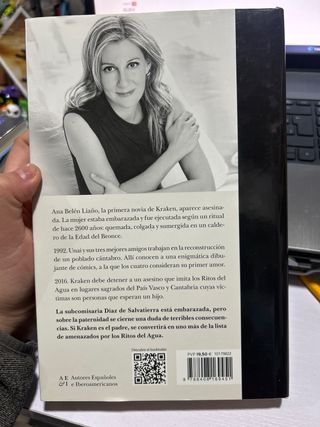 Ana Belén Liaño, la primera novia de Kraken, aparece asesina-
da. La mujer estaba embarazada y fue ejecutada según un ritual
de hace 2600 años: quemada, colgada y sumergida en un calde-
ro de la Edad del Bronce.
1992. Unai y sus tres mejores amigos trabajan en la reconstrucción
de un poblado cántabro. Allí conocen a una enigmática dibu-
jante de cómics, a la que los cuatro consideran su primer amor.
2016. Kraken debe detener a un asesino que imita los Ritos del
Agua en lugares sagrados del País Vasco y Cantabria cuyas víc-
timas son personas que esperan un hijo.
La subcomisaria Díaz de Salvatierra está embarazada, pero
sobre la paternidad se cierne una duda de terribles consecuen-
cias. Si Kraken es el padre, se convertirá en uno más de la lista
de amenazados por los Ritos del Agua.
PVP 19,50 € 10179822
A E
&I
Autores Españoles
e Iberoamericanos
9 788408 169451